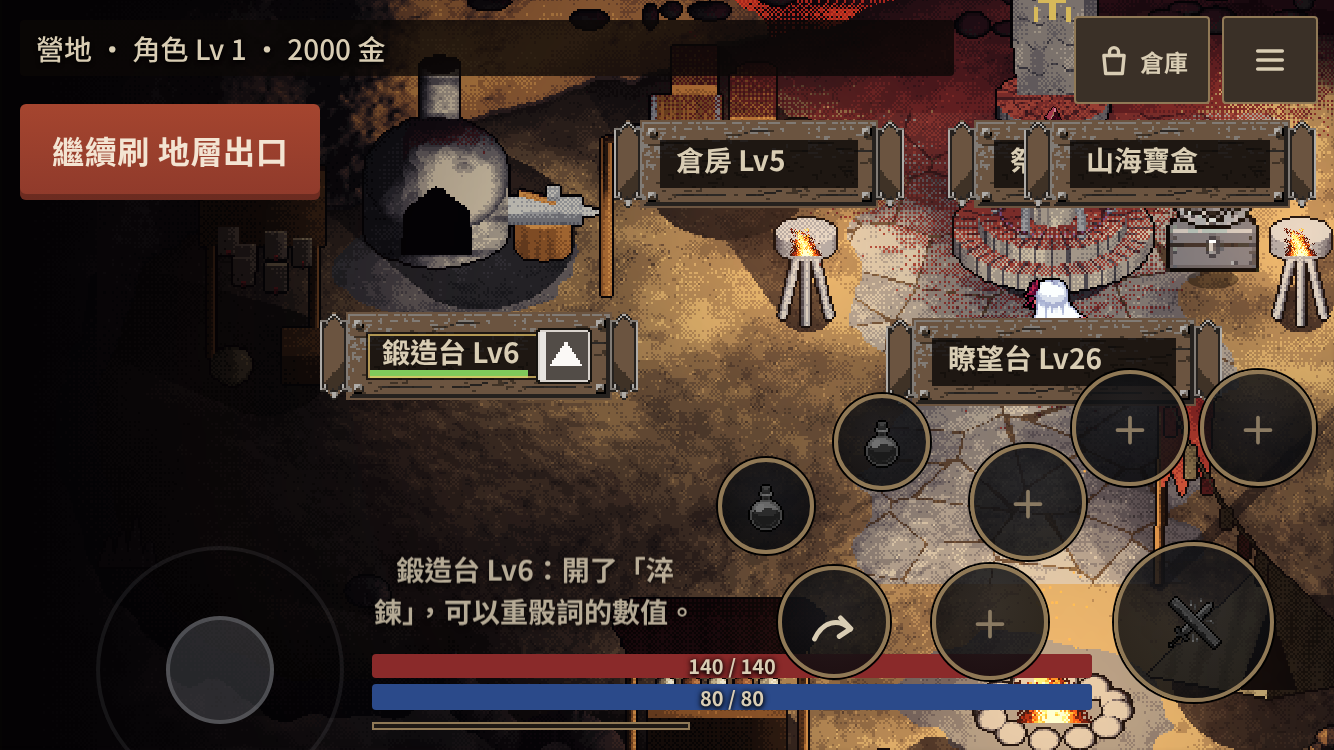 營地 • 角色 Lv 1 • 2000 金
倉庫
繼續刷 地層出口
倉房 Lv5
山海寶盒
鍛造台 Lv6
瞭望台 Lv26
鍛造台 Lv6：開了「淬
鍊」，可以重骰詞的數值。
140 / 140
80 / 80